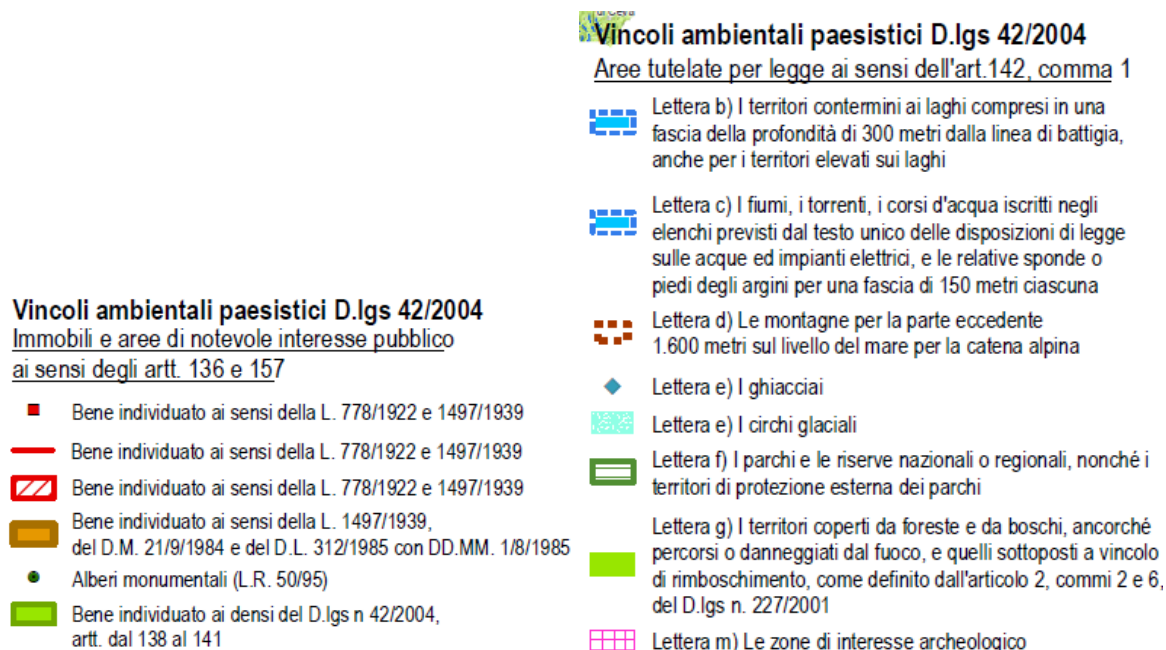 Vincoli ambientali paesistici D.lgs 42/2004
Immobili e aree di notevole interesse pubblico
ai sensi degli artt. 136 e 157
Bene individuato ai sensi della L. 778/1922 e 1497/1939
Bene individuato ai sensi della L. 778/1922 e 1497/1939
Bene individuato ai sensi della L. 778/1922 e 1497/1939
Bene individuato ai sensi della L. 1497/1939,
del D.M. 21/9/1984 e del D.L. 312/1985 con DD.MM. 1/8/1985
Alberi monumentali (L.R. 50/95)
Bene individuato ai densi del D.lgs n 42/2004,
artt. dal 138 al 141
Vincoli ambientali paesistici D.lgs 42/2004
Aree tutelate per legge ai sensi dell'art.142, comma 1
Lettera b) I territori contermini ai laghi compresi in una
fascia della profondità di 300 metri dalla linea di battigia,
anche per i territori elevati sui laghi
Lettera c) I fiumi, i torrenti, i corsi d'acqua iscritti negli
elenchi previsti dal testo unico delle disposizioni di legge
sulle acque ed impianti elettrici, e le relative sponde o
piedi degli argini per una fascia di 150 metri ciascuna
Lettera d) Le montagne per la parte eccedente
1.600 metri sul livello del mare per la catena alpina
Lettera e) I ghiacciai
Lettera e) I circhi glaciali
Lettera f) I parchi e le riserve nazionali o regionali, nonché i
territori di protezione esterna dei parchi
Lettera g) I territori coperti da foreste e da boschi, ancorché
percorsi o danneggiati dal fuoco, e quelli sottoposti a vincolo
di rimboschimento, come definito dall'articolo 2, commi 2 e 6,
del D.lgs n. 227/2001
Lettera m) Le zone di interesse archeologico